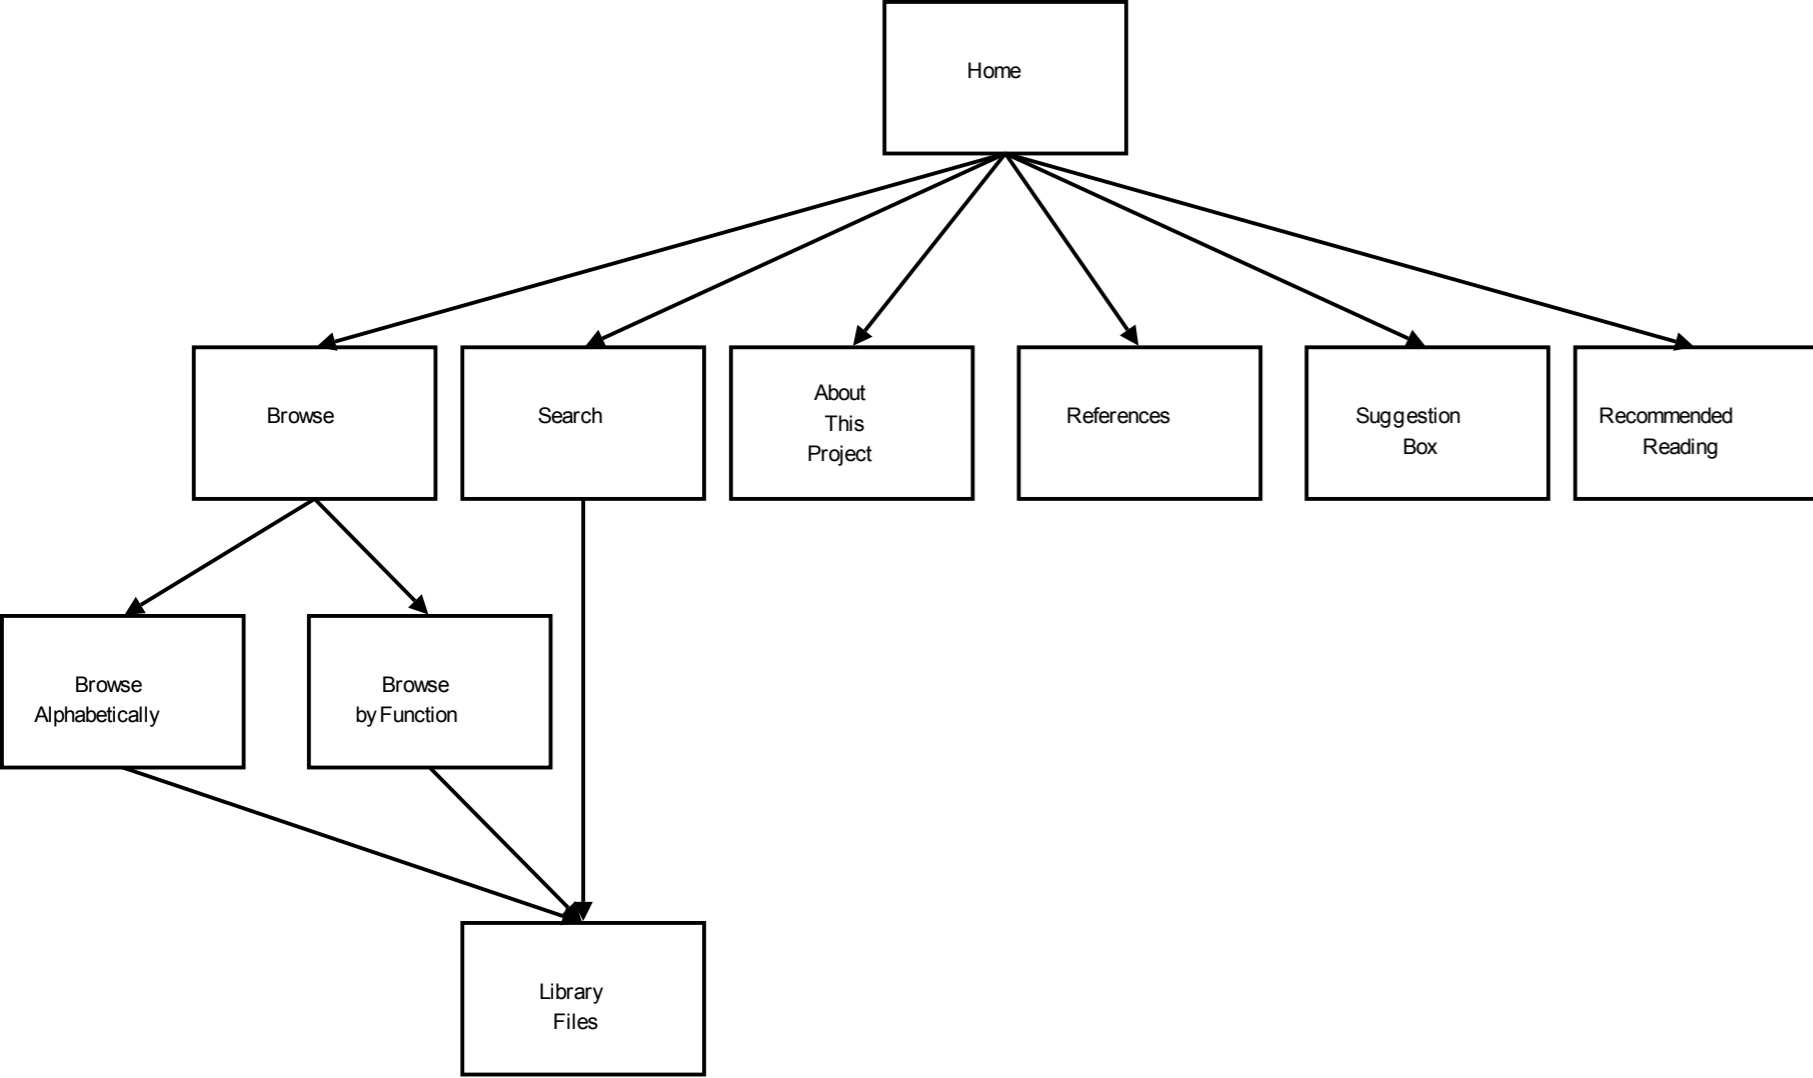 Home
Browse
Search
About
This
Project
References
Suggestion
Box
Recommended
Reading
Browse
Alphabetically
Browse
by Function
Library
Files